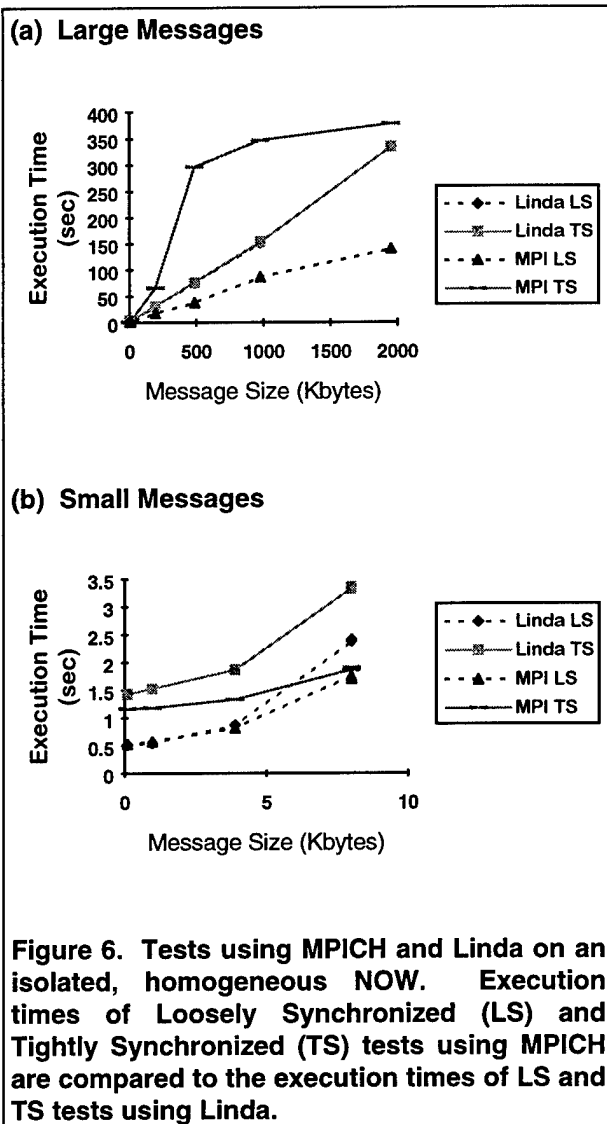 (a) Large Messages
400
350
300
250
200
150
100
50
0
Execution Time
(sec)
0 500 1000 1500 2000
Message Size (Kbytes)
Linda LS
Linda TS
MPI LS
MPI TS
(b) Small Messages
3.5
3
2.5
2
1.5
1
0.5
0
Execution Time
(sec)
0 5 10
Message Size (Kbytes)
Linda LS
Linda TS
MPI LS
MPI TS
Figure 6. Tests using MPICH and Linda on an
isolated, homogeneous NOW. Execution
times of Loosely Synchronized (LS) and
Tightly Synchronized (TS) tests using MPICH
are compared to the execution times of LS and
TS tests using Linda.